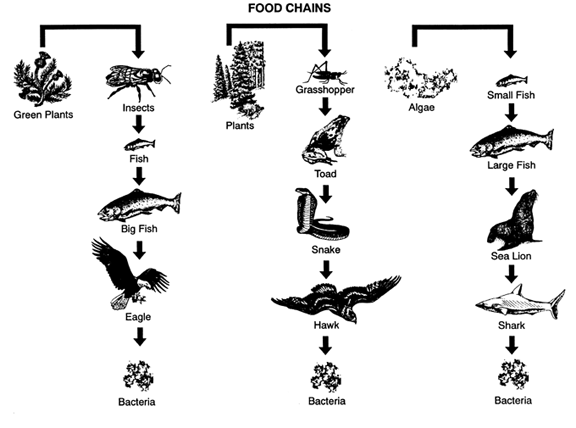 FOOD CHAINS
Green Plants
Insects
Fish
Big Fish
Eagle
Bacteria
Plants
Grasshopper
Toad
Snake
Hawk
Bacteria
Algae
Small Fish
Large Fish
Sea Lion
Shark
Bacteria